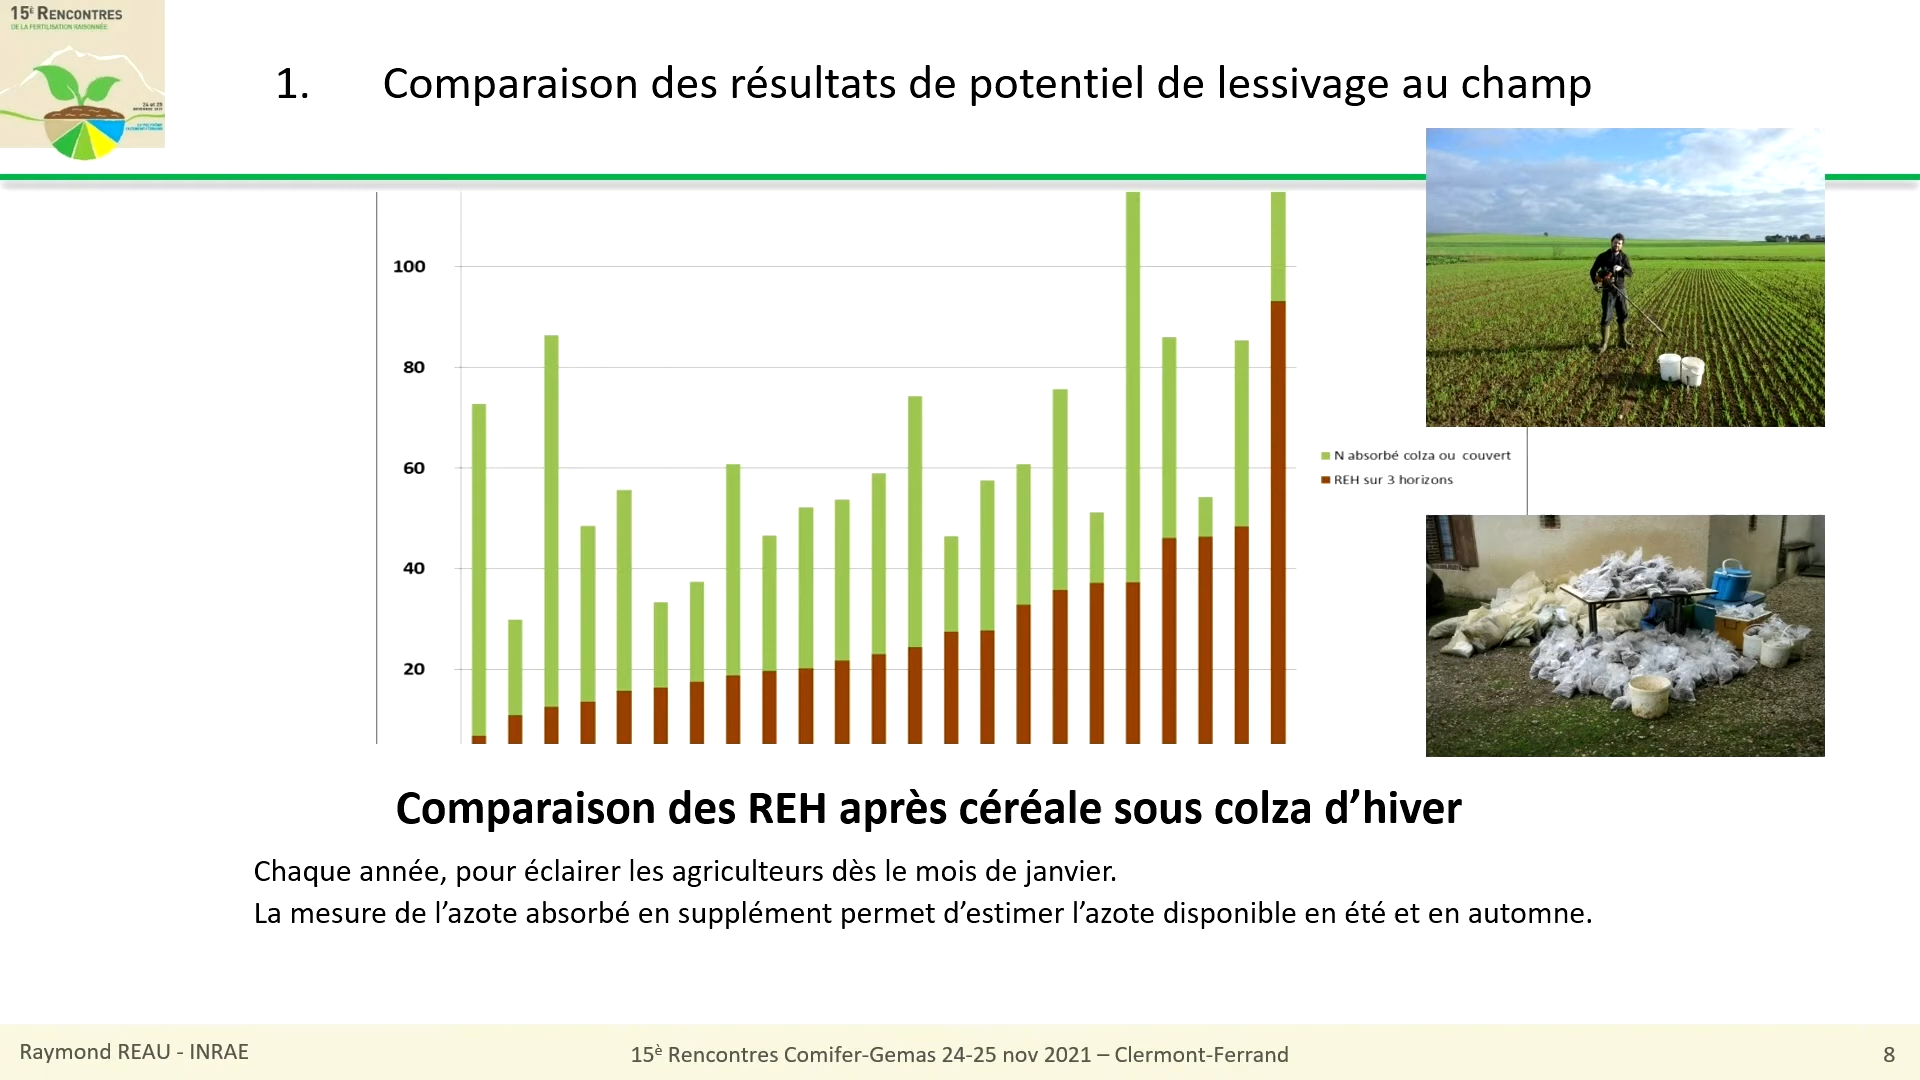 15È RENCONTRES
DE LA FERTILISATION RAISONNÉE
24 et 25
1. Comparaison des résultats de potentiel de lessivage au champ
100
80
60
40
20
N absorbé colza ou couvert
REH sur 3 horizons
Comparaison des REH après céréale sous colza d’hiver
Chaque année, pour éclairer les agriculteurs dès le mois de janvier.
La mesure de l’azote absorbé en supplément permet d’estimer l’azote disponible en été et en automne.
Raymond REAU - INRAE
15è Rencontres Comifer-Gemas 24-25 nov 2021 – Clermont-Ferrand
8